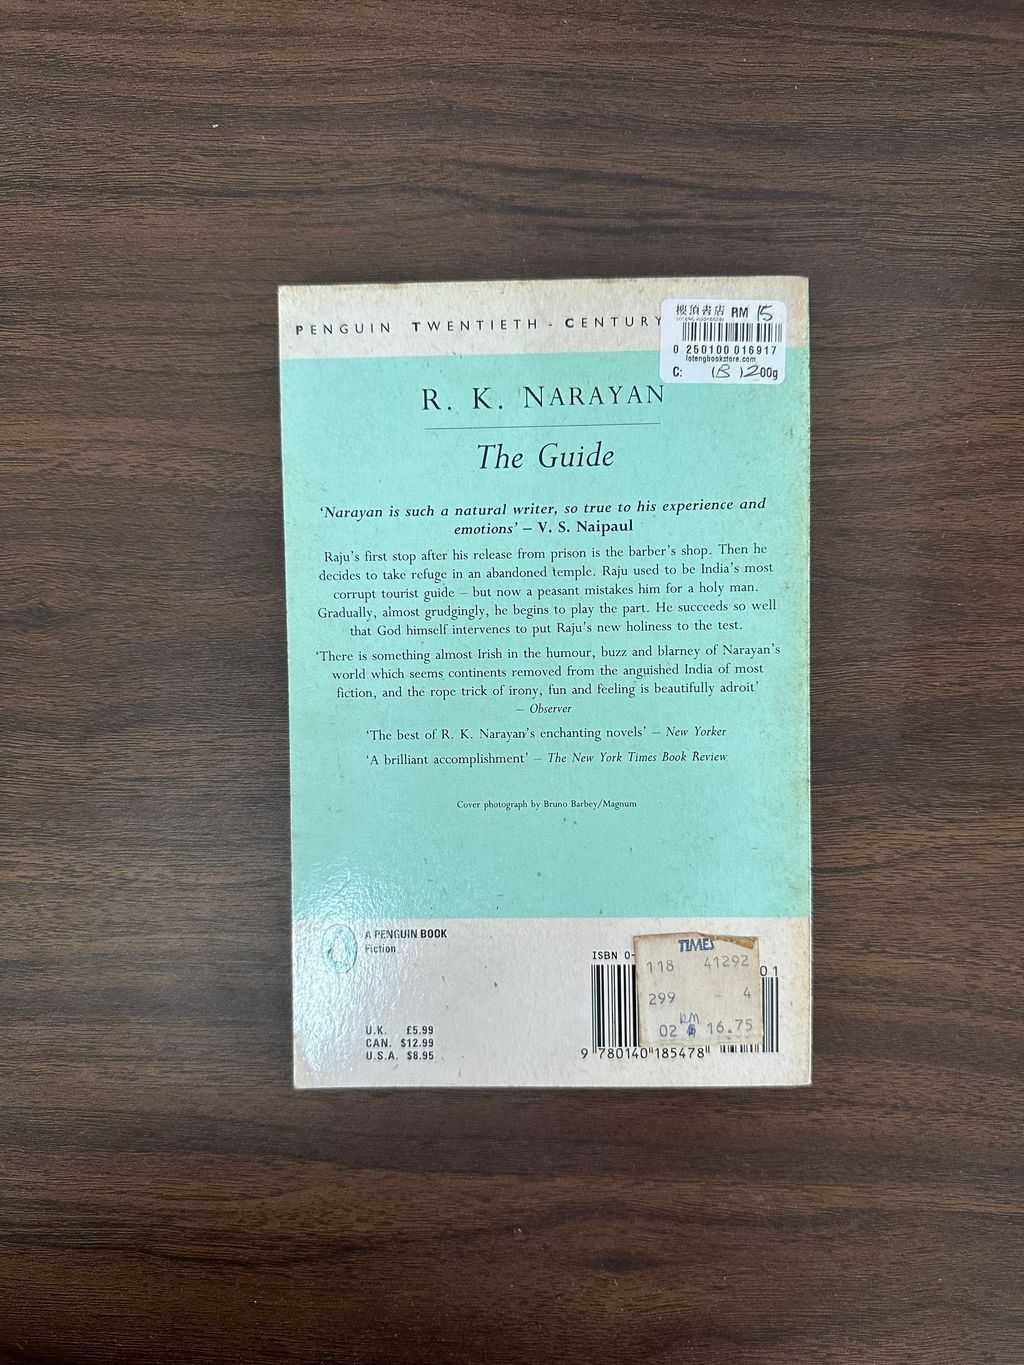 PENGUIN TWENTIETH-CENTURY
樓頂書店 RM 15
0 250100 016917
lotengbookstore.com
C: (B) 200g
R. K. NARAYAN
The Guide
‘Narayan is such a natural writer, so true to his experience and
emotions’ – V. S. Naipaul
Raju’s first stop after his release from prison is the barber’s shop. Then he
decides to take refuge in an abandoned temple. Raju used to be India’s most
corrupt tourist guide – but now a peasant mistakes him for a holy man.
Gradually, almost grudgingly, he begins to play the part. He succeeds so well
that God himself intervenes to put Raju’s new holiness to the test.
‘There is something almost Irish in the humour, buzz and blarney of Narayan’s
world which seems continents removed from the anguished India of most
fiction, and the rope trick of irony, fun and feeling is beautifully adroit’
– Observer
‘The best of R. K. Narayan’s enchanting novels’ – New Yorker
‘A brilliant accomplishment’ – The New York Times Book Review
Cover photograph by Bruno Barbey/Magnum
A PENGUIN BOOK
Fiction
U.K. £5.99
CAN. $12.99
U.S.A. $8.95
ISBN 0-
TIMES
118 41292
299 - 4
RM
02 $ 16.75
01
9 780140 185478